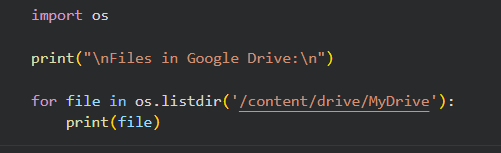 import os
print("\nFiles in Google Drive:\n")
for file in os.listdir('/content/drive/MyDrive'):
    print(file)